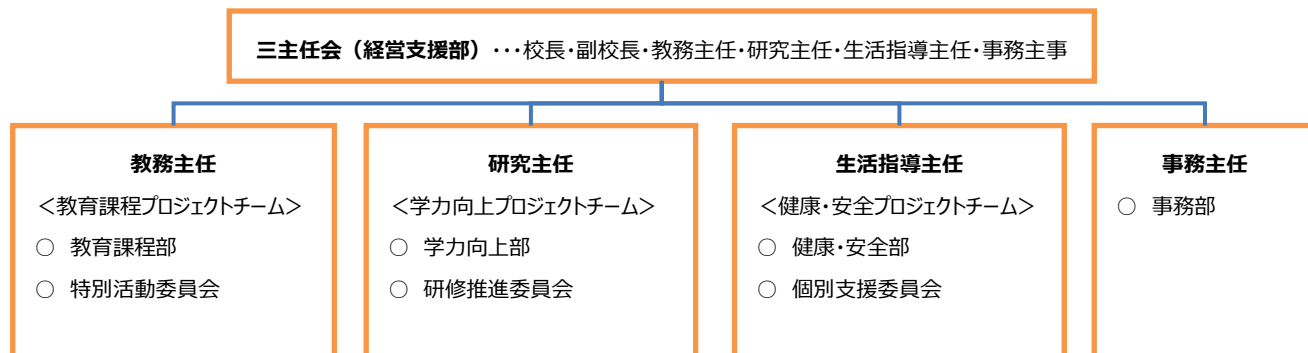 三主任会（経営支援部）･･･校長･副校長･教務主任･研究主任･生活指導主任･事務主事
教務主任
＜教育課程プロジェクトチーム＞
○ 教育課程部
○ 特別活動委員会
研究主任
＜学力向上プロジェクトチーム＞
○ 学力向上部
○ 研修推進委員会
生活指導主任
＜健康･安全プロジェクトチーム＞
○ 健康･安全部
○ 個別支援委員会
事務主任
○ 事務部